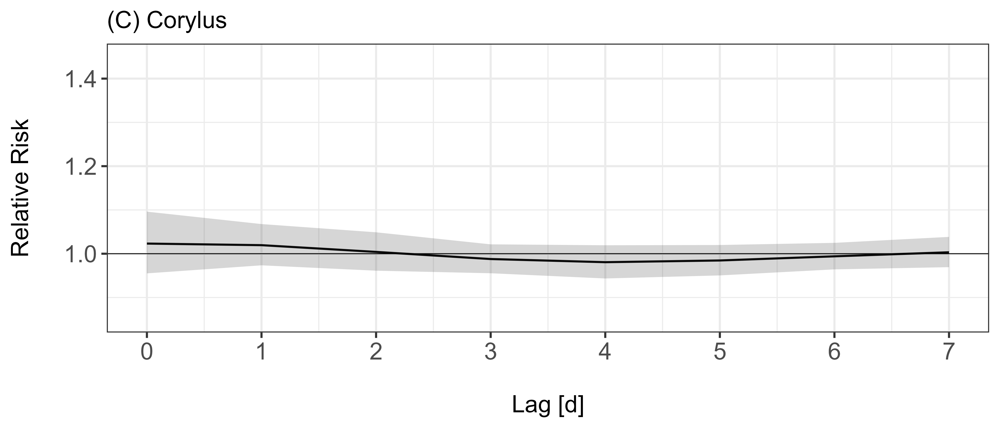 (C) Corylus
1.4
1.2
1.0
Relative Risk
0 1 2 3 4 5 6 7
Lag [d]